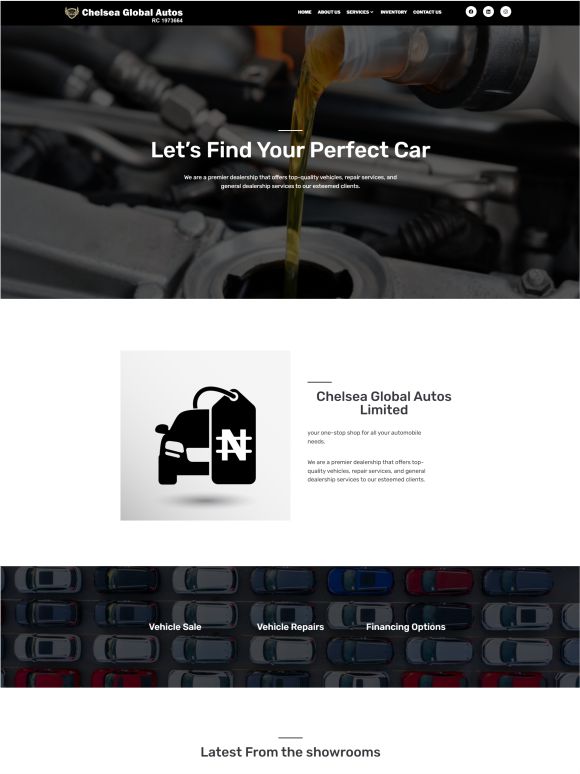 Chelsea Global Autos
RC 1973664
HOME ABOUT US SERVICES INVENTORY CONTACT US
Let’s Find Your Perfect Car
We are a premier dealership that offers top-quality vehicles, repair services, and
general dealership services to our esteemed clients.
₦
Chelsea Global Autos
Limited
your one-stop shop for all your automobile
needs.
We are a premier dealership that offers top-
quality vehicles, repair services, and general
dealership services to our esteemed clients.
Vehicle Sale Vehicle Repairs Financing Options
Latest From the showrooms